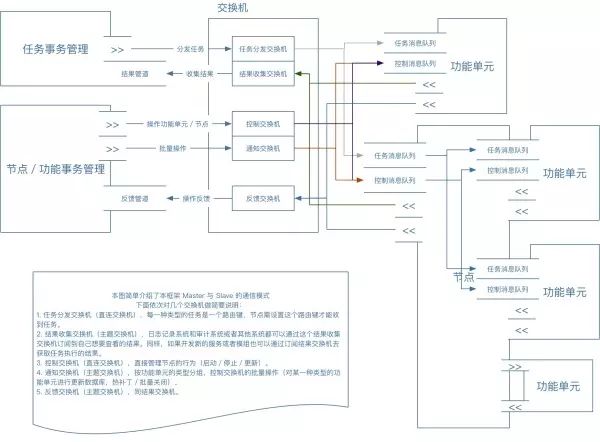 交换机
任务事务管理
>>
分发任务
任务分发交换机
结果管道
收集结果
结果收集交换机
任务消息队列
控制消息队列
<<
<<
功能单元
节点 / 功能事务管理
>>
操作功能单元 / 节点
控制交换机
>>
批量操作
通知交换机
反馈管道
操作反馈
反馈交换机
任务消息队列
控制消息队列
<<
<<
节点
任务消息队列
控制消息队列
<<
<<
功能单元
任务消息队列
控制消息队列
<<
<<
功能单元
>>
<<
功能单元
本图简单介绍了本框架 Master 与 Slave 的通信模式
下面依次对几个交换机做简要说明：
1. 任务分发交换机（直连交换机），每一种类型的任务是一个路由键，节点需设置这个路由键才能收
到任务。
2. 结果收集交换机（主题交换机），日志记录系统和审计系统或者其他系统都可以通过这个结果收集
交换机订阅到自己想要查看的结果。同样，如果开发新的服务或者模块也可以通过订阅结果交换机去
获取任务执行的结果。
3. 控制交换机（直连交换机），直接管理节点的行为（启动 / 停止 / 更新）。
4. 通知交换机（主题交换机），按功能单元的类型分组，控制交换机的批量操作（对某一种类型的功
能单元进行更新数据库，热补丁 / 批量关闭）。
5. 反馈交换机（主题交换机），同结果交换机。